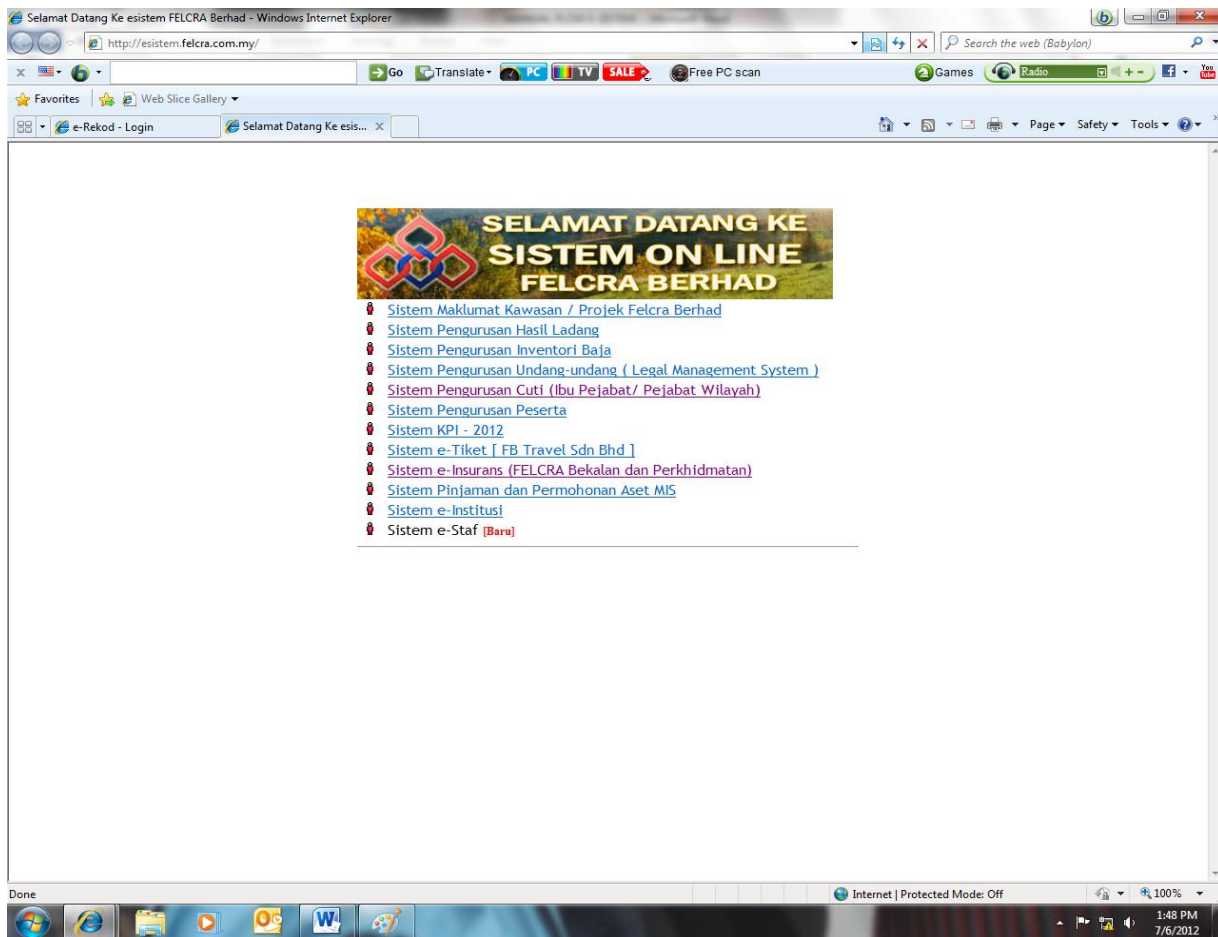 Selamat Datang Ke esistem FELCRA Berhad - Windows Internet Explorer
http://esistem.felcra.com.my/
Search the web (Babylon)
Go Translate PC TV SALE Free PC scan Games Radio You Tube
Favorites Web Slice Gallery
e-Rekod - Login Selamat Datang Ke esis... Page Safety Tools
SELAMAT DATANG KE
SISTEM ON LINE
FELCRA BERHAD
Sistem Maklumat Kawasan / Projek Felcra Berhad
Sistem Pengurusan Hasil Ladang
Sistem Pengurusan Inventori Baja
Sistem Pengurusan Undang-undang ( Legal Management System )
Sistem Pengurusan Cuti (Ibu Pejabat/ Pejabat Wilayah)
Sistem Pengurusan Peserta
Sistem KPI - 2012
Sistem e-Tiket [ FB Travel Sdn Bhd ]
Sistem e-Insurans (FELCRA Bekalan dan Perkhidmatan)
Sistem Pinjaman dan Permohonan Aset MIS
Sistem e-Institusi
Sistem e-Staf [Baru]
Done Internet | Protected Mode: Off 100%
1:48 PM
7/6/2012